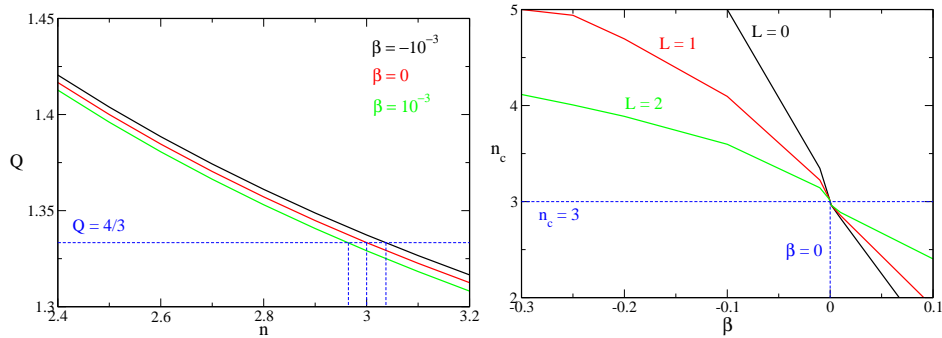 1.45
1.4
1.35
1.3
Q
β = −10⁻³
β = 0
β = 10⁻³
Q = 4/3
2.4 2.6 2.8 3 3.2
n
5
4
3
2
n_c
L = 0
L = 1
L = 2
n_c = 3
β = 0
-0.3 -0.2 -0.1 0 0.1
β